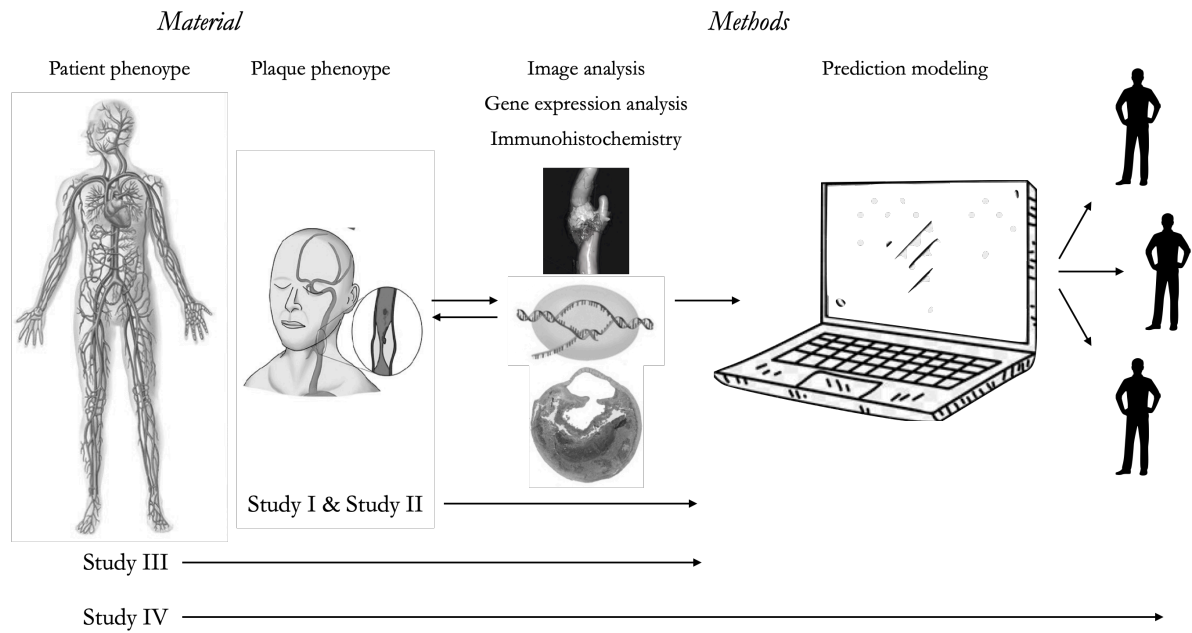 Material
Methods
Patient phenoype
Plaque phenoype
Image analysis
Prediction modeling
Gene expression analysis
Immunohistochemistry
Study I & Study II
Study III
Study IV